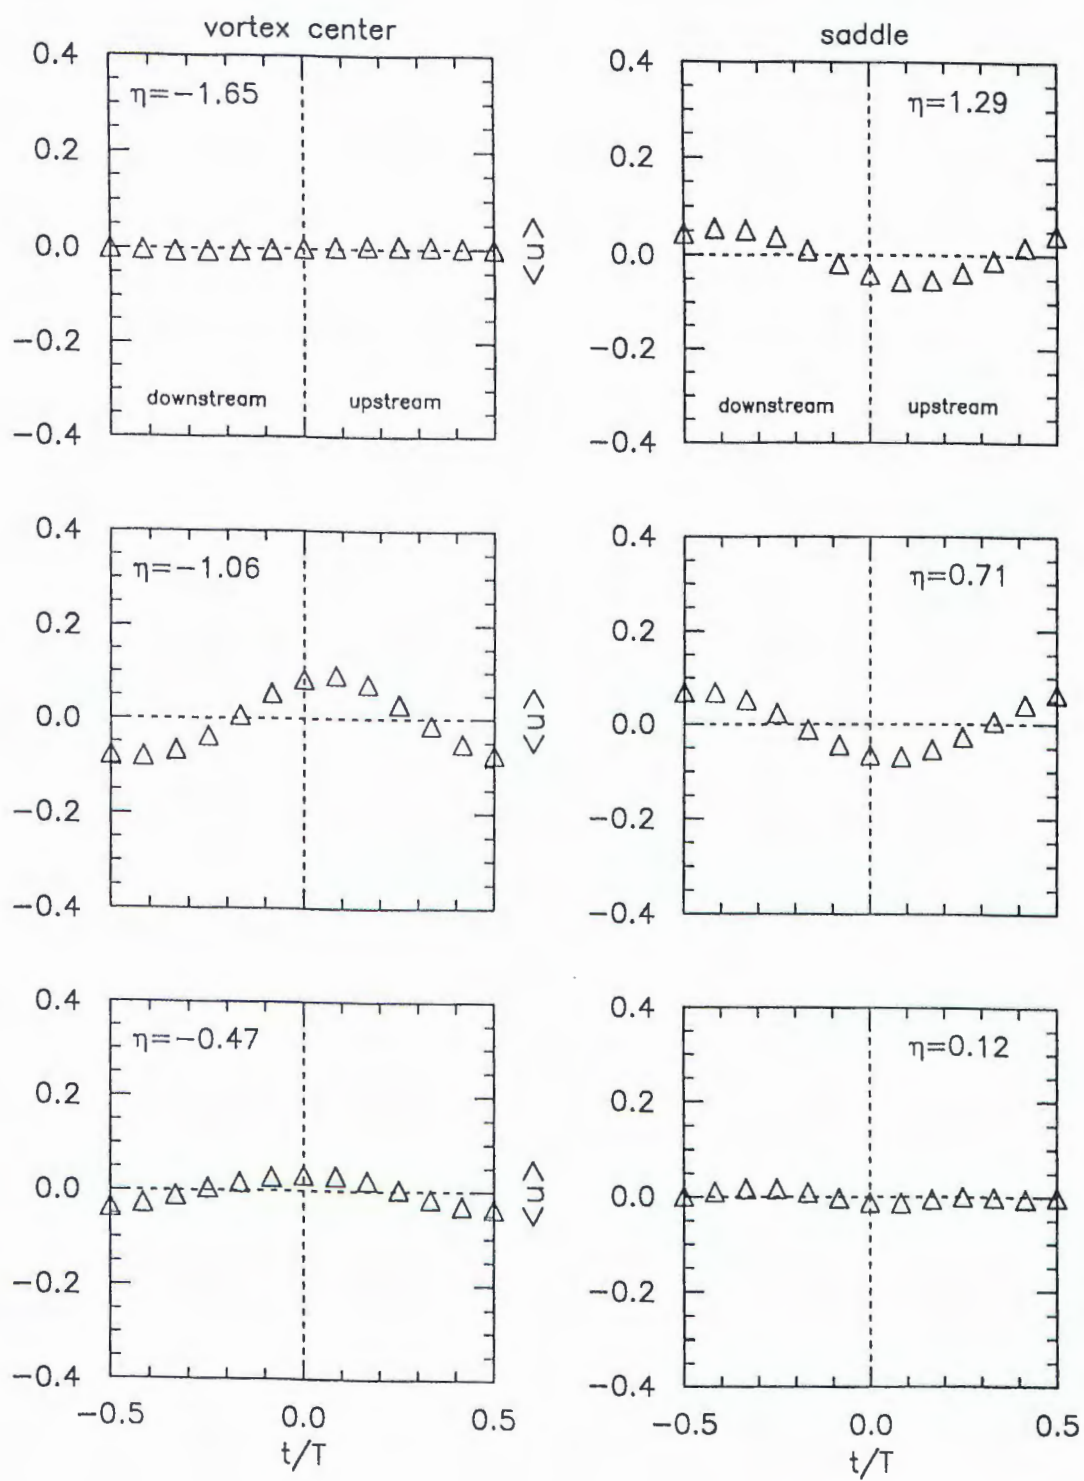 vortex center
saddle
0.4
0.2
0.0
−0.2
−0.4
η=−1.65
downstream
upstream
<u>
0.4
0.2
0.0
−0.2
−0.4
η=1.29
downstream
upstream
0.4
0.2
0.0
−0.2
−0.4
η=−1.06
<u>
0.4
0.2
0.0
−0.2
−0.4
η=0.71
0.4
0.2
0.0
−0.2
−0.4
η=−0.47
−0.5
0.0
0.5
t/T
<u>
0.4
0.2
0.0
−0.2
−0.4
η=0.12
−0.5
0.0
0.5
t/T